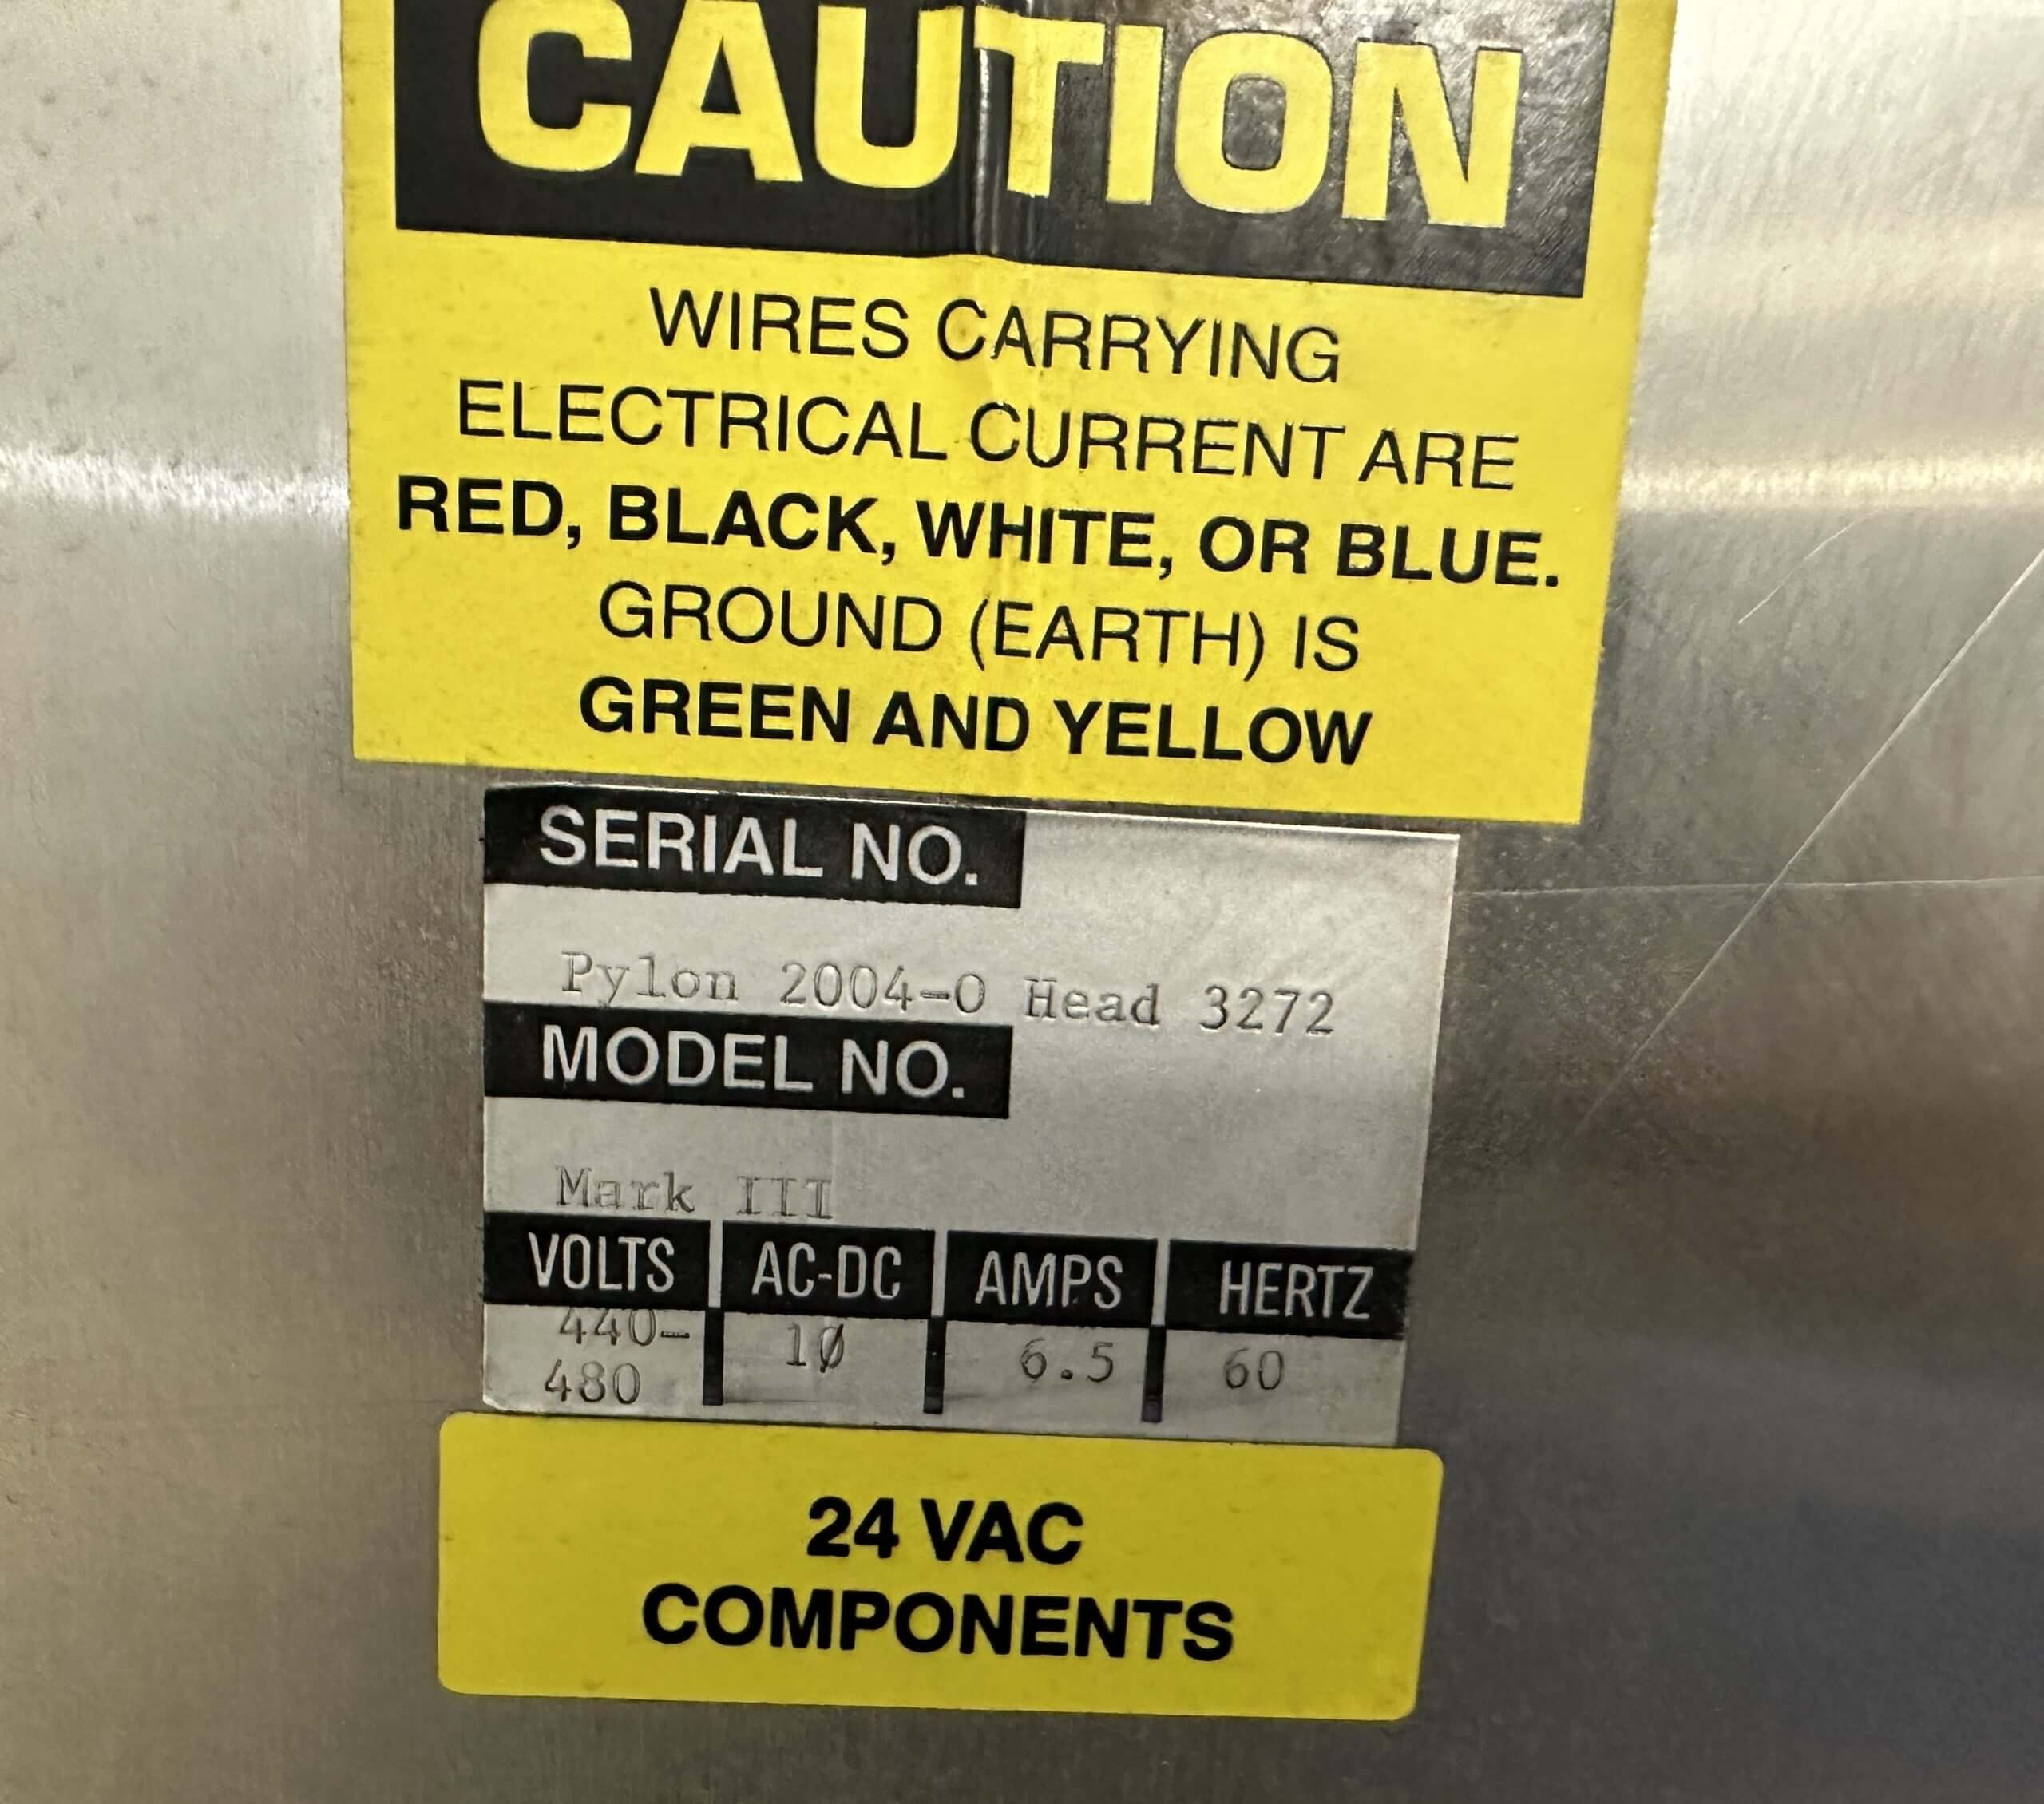 CAUTION
WIRES CARRYING
ELECTRICAL CURRENT ARE
RED, BLACK, WHITE, OR BLUE.
GROUND (EARTH) IS
GREEN AND YELLOW
SERIAL NO.
Pylon 2004-0 Head 3272
MODEL NO.
Mark III
VOLTS AC-DC AMPS HERTZ
440- 1Ø 6.5 60
480
24 VAC
COMPONENTS